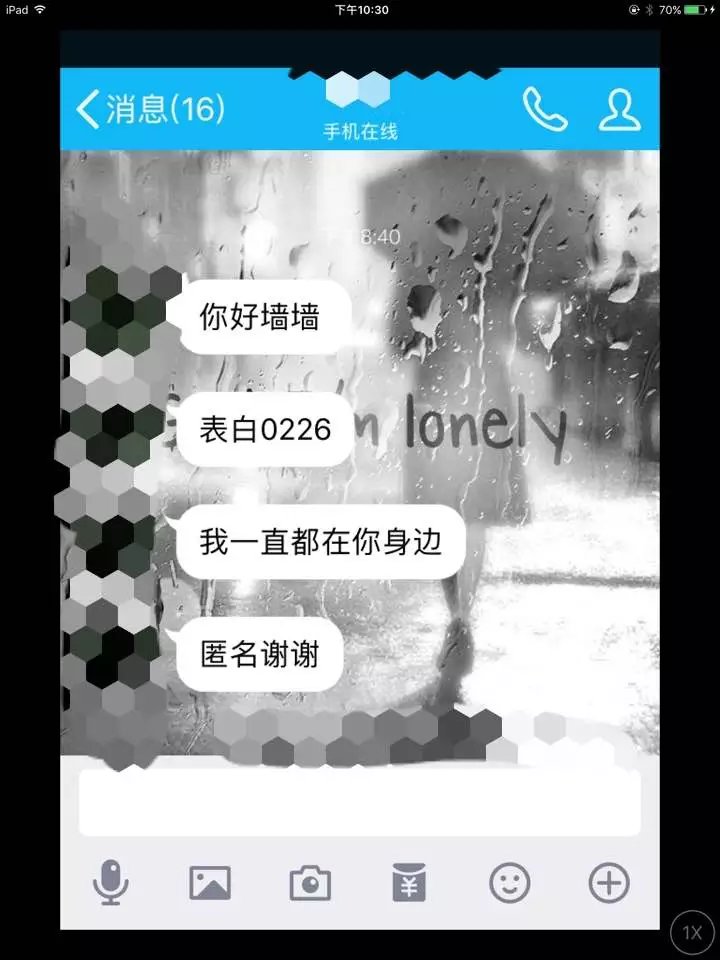 iPad
下午10:30
70%
消息(16)
手机在线
8:40
你好墙墙
表白0226
lonely
我一直都在你身边
匿名谢谢
1X